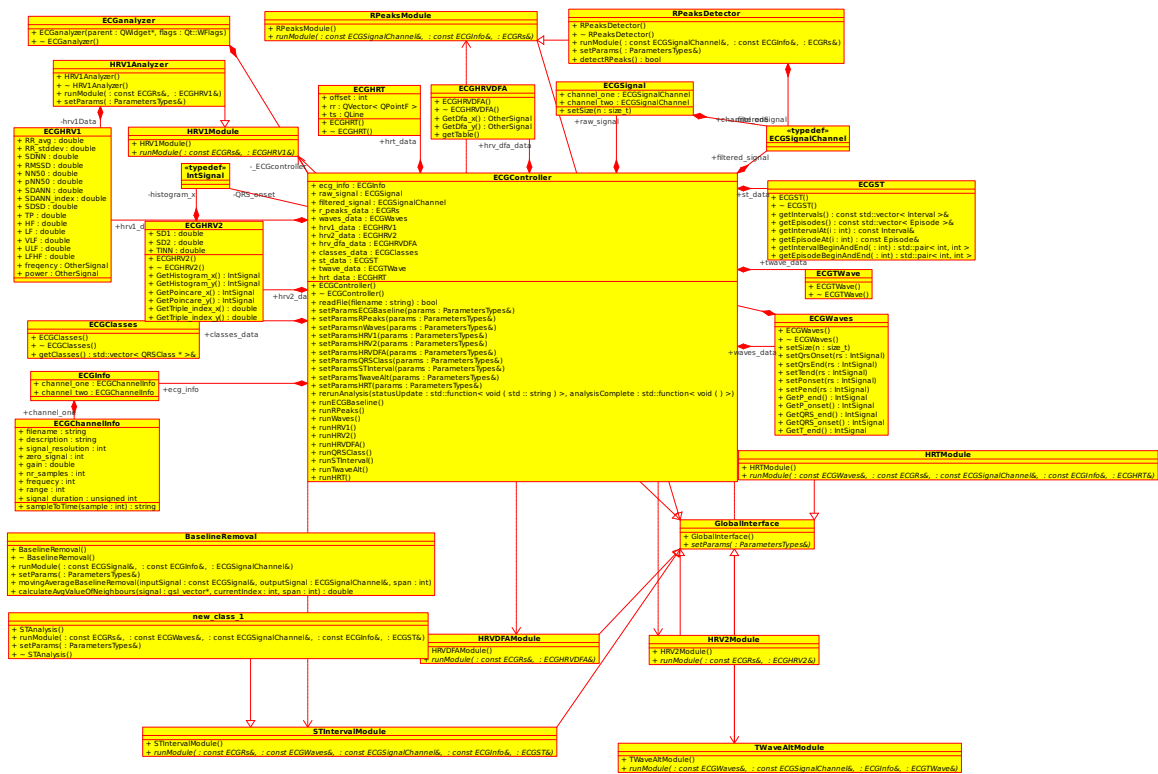 ECGanalyzer
+ ECGanalyzer(parent : QWidget*, flags : Qt::WFlags)
+ ~ ECGanalyzer()
RPeaksModule
+ RPeaksModule()
+ runModule( : const ECGSignalChannel&, : const ECGInfo&, : ECGRs&)
RPeaksDetector
+ RPeaksDetector()
+ ~ RPeaksDetector()
+ runModule( : const ECGSignalChannel&, : const ECGInfo&, : ECGRs&)
+ setParams( : ParametersTypes&)
+ detectRPeaks() : bool
HRV1Analyzer
+ HRV1Analyzer()
+ ~ HRV1Analyzer()
+ runModule( : const ECGRs&, : ECGHRV1&)
+ setParams( : ParametersTypes&)
-hrv1Data
ECGHRV1
+ RR_avg : double
+ RR_stddev : double
+ SDNN : double
+ RMSSD : double
+ NN50 : double
+ pNN50 : double
+ SDANN : double
+ SDANN_index : double
+ SDSD : double
+ TP : double
+ HF : double
+ LF : double
+ VLF : double
+ ULF : double
+ LFHF : double
+ freqency : OtherSignal
+ power : OtherSignal
HRV1Module
+ HRV1Module()
+ runModule( : const ECGRs&, : ECGHRV1&)
ECGHRT
+ offset : int
+ rr : QVector< QPointF >
+ ts : QLine
+ ECGHRT()
+ ~ ECGHRT()
+hrt_data
ECGHRVDFA
+ ECGHRVDFA()
+ ~ ECGHRVDFA()
+ GetDfa_x() : OtherSignal
+ GetDfa_y() : OtherSignal
+ getTable()
+hrv_dfa_data
ECGSignal
+ channel_one : ECGSignalChannel
+ channel_two : ECGSignalChannel
+ setSize(n : size_t)
+raw_signal
«typedef»
ECGSignalChannel
+filtered_signal
«typedef»
IntSignal
-_ECGcontroller
-histogram_x
-QRS_onset
ECGHRV2
+ SD1 : double
+ SD2 : double
+ TINN : double
+ ECGHRV2()
+ ~ ECGHRV2()
+ GetHistogram_x() : IntSignal
+ GetHistogram_y() : IntSignal
+ GetPoincare_x() : IntSignal
+ GetPoincare_y() : IntSignal
+ GetTriple_index_x() : double
+ GetTriple_index_y() : double
ECGController
+ ecg_info : ECGInfo
+ raw_signal : ECGSignal
+ filtered_signal : ECGSignalChannel
+ r_peaks_data : ECGRs
+ waves_data : ECGWaves
+ hrv1_data : ECGHRV1
+ hrv2_data : ECGHRV2
+ hrv_dfa_data : ECGHRVDFA
+ classes_data : ECGClasses
+ st_data : ECGST
+ twave_data : ECGTWave
+ hrt_data : ECGHRT
+ ECGController()
+ ~ ECGController()
+ readFile(filename : string) : bool
+ setParamsECGBaseline(params : ParametersTypes&)
+ setParamsRPeaks(params : ParametersTypes&)
+ setParamsnWaves(params : ParametersTypes&)
+ setParamsHRV1(params : ParametersTypes&)
+ setParamsHRV2(params : ParametersTypes&)
+ setParamsHRVDFA(params : ParametersTypes&)
+ setParamsQRSClass(params : ParametersTypes&)
+ setParamsSTInterval(params : ParametersTypes&)
+ setParamsTwaveAlt(params : ParametersTypes&)
+ setParamsHRT(params : ParametersTypes&)
+ rerunAnalysis(statusUpdate : std::function< void ( std :: string ) >, analysisComplete : std::function< void ( ) >)
+ runECGBaseline()
+ runRPeaks()
+ runWaves()
+ runHRV1()
+ runHRV2()
+ runHRVDFA()
+ runQRSClass()
+ runSTInterval()
+ runTwaveAlt()
+ runHRT()
+st_data
ECGST
+ ECGST()
+ ~ ECGST()
+ getIntervals() : const std::vector< Interval >&
+ getEpisodes() : const std::vector< Episode >&
+ getIntervalAt(i : int) : const Interval&
+ getEpisodeAt(i : int) : const Episode&
+ getIntervalBeginAndEnd( : int) : std::pair< int, int >
+ getEpisodeBeginAndEnd( : int) : std::pair< int, int >
+twave_data
ECGTWave
+ ECGTWave()
+ ~ ECGTWave()
ECGWaves
+ ECGWaves()
+ ~ ECGWaves()
+ setSize(n : size_t)
+ setQrsOnset(rs : IntSignal)
+ setQrsEnd(rs : IntSignal)
+ setTend(rs : IntSignal)
+ setPonset(rs : IntSignal)
+ setPend(rs : IntSignal)
+ GetP_end() : IntSignal
+ GetP_onset() : IntSignal
+ GetQRS_end() : IntSignal
+ GetQRS_onset() : IntSignal
+ GetT_end() : IntSignal
+waves_data
ECGClasses
+ ECGClasses()
+ ~ ECGClasses()
+ getClasses() : std::vector< QRSClass * >&
+classes_data
ECGInfo
+ channel_one : ECGChannelInfo
+ channel_two : ECGChannelInfo
+ecg_info
+channel_one
ECGChannelInfo
+ filename : string
+ description : string
+ signal_resolution : int
+ zero_signal : int
+ gain : double
+ nr_samples : int
+ frequecy : int
+ range : int
+ signal_duration : unsigned int
+ sampleToTime(sample : int) : string
HRTModule
+ HRTModule()
+ runModule( : const ECGWaves&, : const ECGRs&, : const ECGSignalChannel&, : const ECGInfo&, : ECGHRT&)
GlobalInterface
+ GlobalInterface()
+ setParams( : ParametersTypes&)
BaselineRemoval
+ BaselineRemoval()
+ ~ BaselineRemoval()
+ runModule( : const ECGSignal&, : const ECGInfo&, : ECGSignalChannel&)
+ setParams( : ParametersTypes&)
+ movingAverageBaselineRemoval(inputSignal : const ECGSignal&, outputSignal : ECGSignalChannel&, span : int)
+ calculateAvgValueOfNeighbours(signal : gsl_vector*, currentIndex : int, span : int) : double
new_class_1
+ STAnalysis()
+ runModule( : const ECGRs&, : const ECGWaves&, : const ECGSignalChannel&, : const ECGInfo&, : ECGST&)
+ setParams( : ParametersTypes&)
+ ~ STAnalysis()
HRVDFAModule
HRVDFAModule()
+ runModule( : const ECGRs&, : ECGHRVDFA&)
HRV2Module
+ HRV2Module()
+ runModule( : const ECGRs&, : ECGHRV2&)
STIntervalModule
+ STIntervalModule()
+ runModule( : const ECGRs&, : const ECGWaves&, : const ECGSignalChannel&, : const ECGInfo&, : ECGST&)
TWaveAltModule
+ TWaveAltModule()
+ runModule( : const ECGWaves&, : const ECGSignalChannel&, : ECGInfo&, : ECGTWave&)